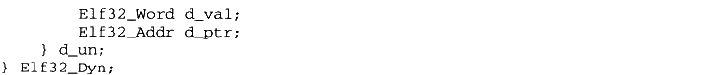 Elf32_Word d_val;
Elf32_Addr d_ptr;
} d_un;
} Elf32_Dyn;